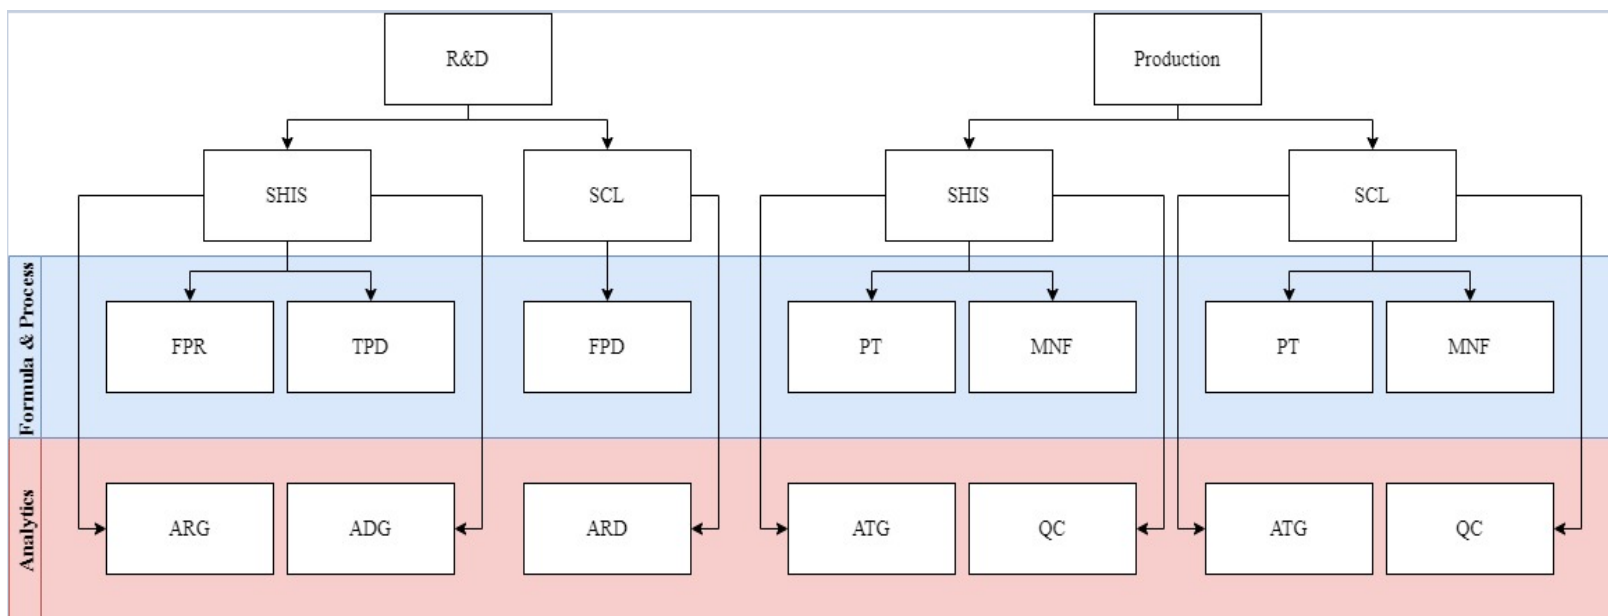 R&D
Production
SHIS
SCL
SHIS
SCL
Formula & Process
FPR
TPD
FPD
PT
MNF
PT
MNF
Analytics
ARG
ADG
ARD
ATG
QC
ATG
QC